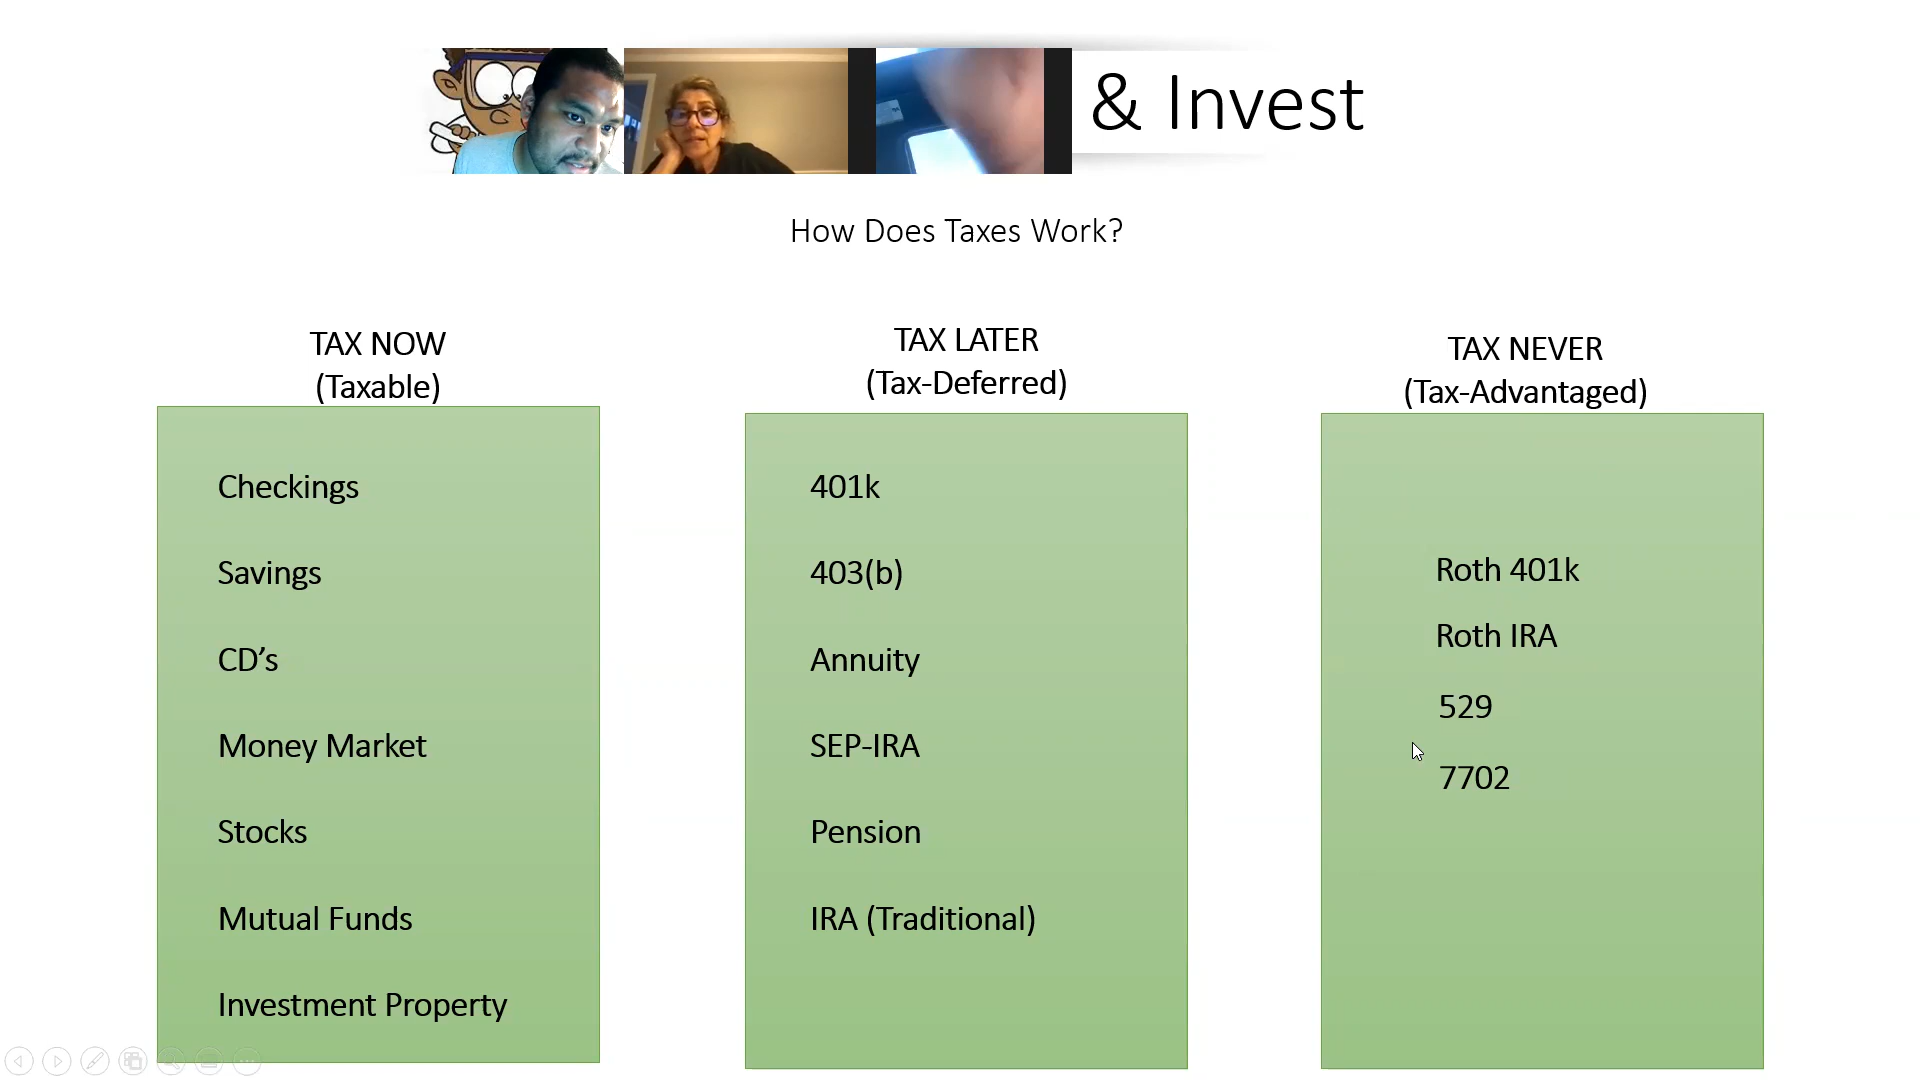 & Invest
How Does Taxes Work?
TAX NOW
(Taxable)
Checkings
Savings
CD’s
Money Market
Stocks
Mutual Funds
Investment Property
TAX LATER
(Tax-Deferred)
401k
403(b)
Annuity
SEP-IRA
Pension
IRA (Traditional)
TAX NEVER
(Tax-Advantaged)
Roth 401k
Roth IRA
529
7702